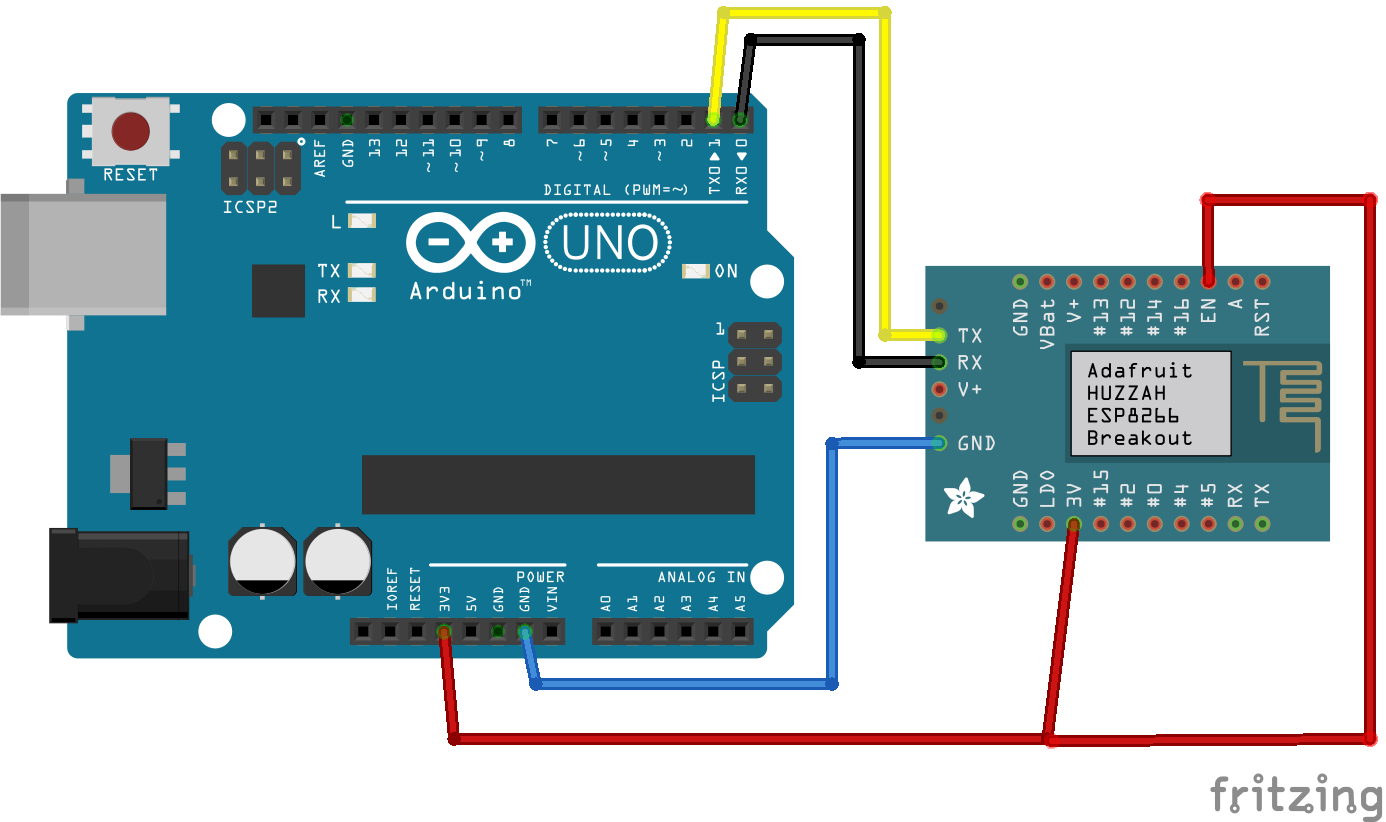 RESET
ICSP2
AREF
GND
13
12
~11
~10
~9
8
7
~6
~5
4
~3
2
TX0▶1
RX0◀0
DIGITAL (PWM=~)
L
TX
RX
Arduino™
UNO
ON
1
ICSP
IOREF
RESET
3V3
5V
GND
GND
VIN
POWER
ANALOG IN
A0
A1
A2
A3
A4
A5
GND
VBat
V+
#13
#12
#14
#16
EN
A
RST
TX
RX
V+
GND
Adafruit
HUZZAH
ESP8266
Breakout
GND
LDO
3V
#15
#2
#0
#4
#5
RX
TX
fritzing